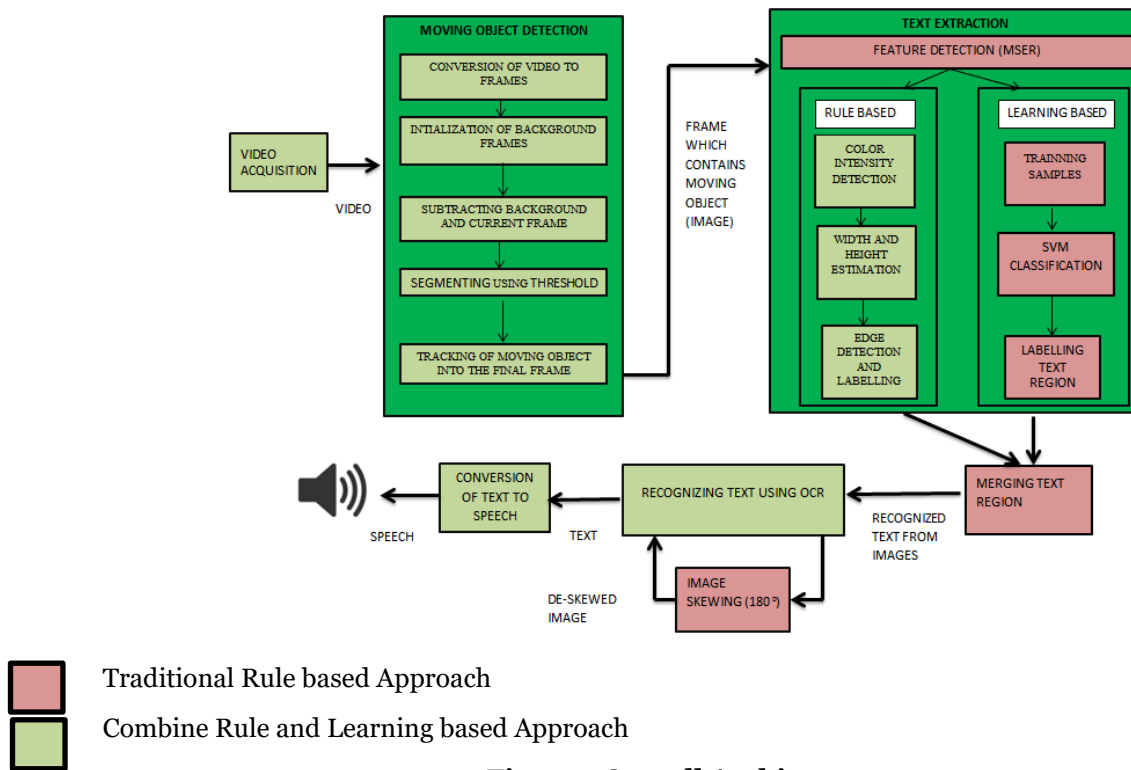 MOVING OBJECT DETECTION
CONVERSION OF VIDEO TO
FRAMES
INTIALIZATION OF BACKGROUND
FRAMES
SUBTRACTING BACKGROUND
AND CURRENT FRAME
SEGMENTING USING THRESHOLD
TRACKING OF MOVING OBJECT
INTO THE FINAL FRAME
VIDEO
ACQUISITION
VIDEO
FRAME
WHICH
CONTAINS
MOVING
OBJECT
(IMAGE)
TEXT EXTRACTION
FEATURE DETECTION (MSER)
RULE BASED
COLOR
INTENSITY
DETECTION
WIDTH AND
HEIGHT
ESTIMATION
EDGE
DETECTION
AND
LABELLING
LEARNING BASED
TRAINNING
SAMPLES
SVM
CLASSIFICATION
LABELLING
TEXT
REGION
MERGING TEXT
REGION
RECOGNIZED
TEXT FROM
IMAGES
RECOGNIZING TEXT USING OCR
IMAGE
SKEWING (180°)
DE-SKEWED
IMAGE
TEXT
CONVERSION
OF TEXT TO
SPEECH
SPEECH
Traditional Rule based Approach
Combine Rule and Learning based Approach